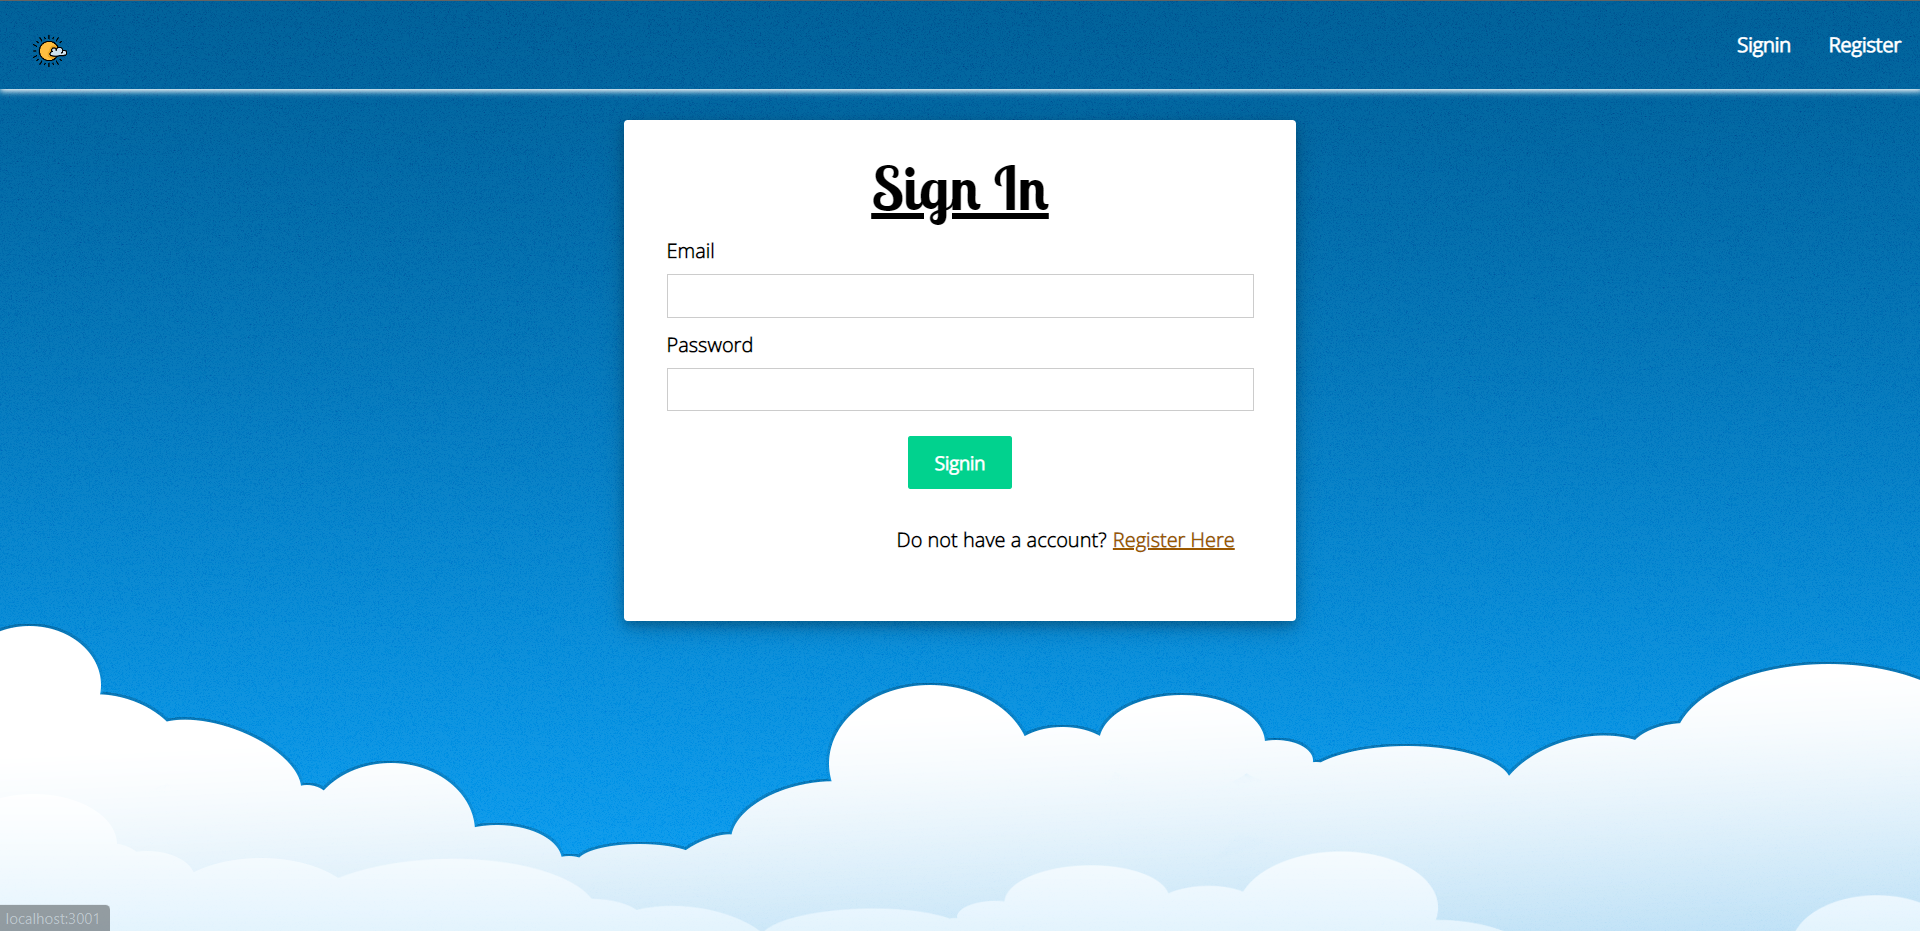 Signin
Register
Sign In
Email
Password
Signin
Do not have a account? Register Here
localhost:3001